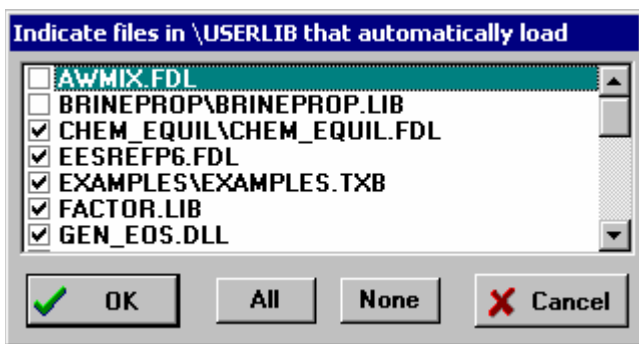 Indicate files in \USERLIB that automatically load
AWMIX.FDL
BRINEPROP\BRINEPROP.LIB
CHEM_EQUIL\CHEM_EQUIL.FDL
EESREFP6.FDL
EXAMPLES\EXAMPLES.TXB
FACTOR.LIB
GEN_EOS.DLL
OK All None Cancel